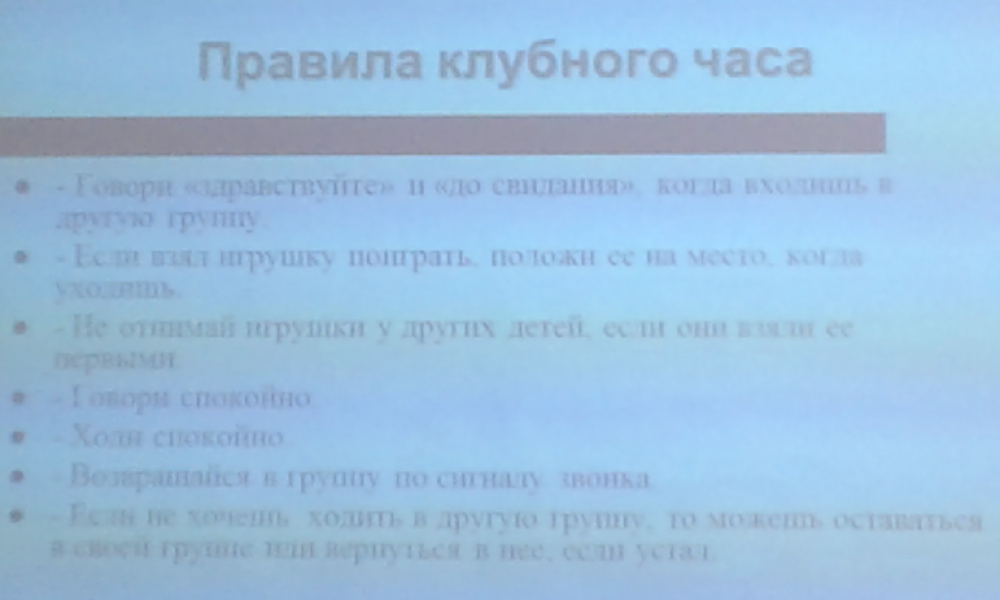 Правила клубного часа
• - Говори «здравствуйте» и «до свидания», когда входишь в
другую группу.
• - Если взял игрушку поиграть, положи ее на место, когда
уходишь.
• - Не отнимай игрушки у других детей, если они взяли ее
первыми.
• - Говори спокойно.
• - Ходи спокойно.
• - Возвращайся в группу по сигналу звонка.
• - Если не хочешь ходить в другую группу, то можешь оставаться
в своей группе или вернуться в нее, если устал.